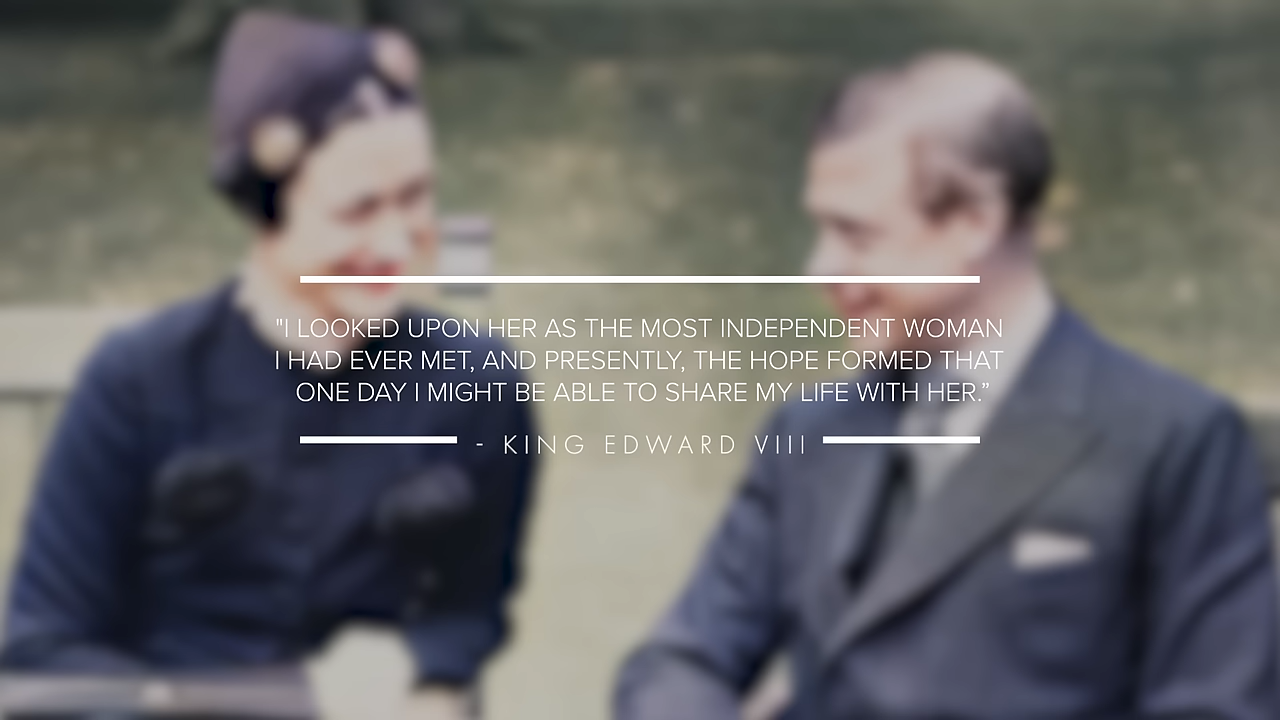 "I LOOKED UPON HER AS THE MOST INDEPENDENT WOMAN
I HAD EVER MET, AND PRESENTLY, THE HOPE FORMED THAT
ONE DAY I MIGHT BE ABLE TO SHARE MY LIFE WITH HER.”
- KING EDWARD VIII